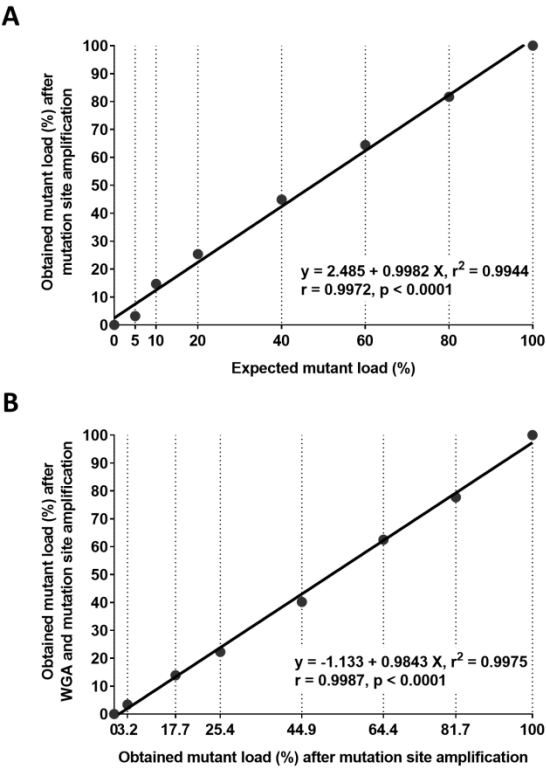 A
Obtained mutant load (%) after
mutation site amplification
100
90
80
70
60
50
40
30
20
10
0
y = 2.485 + 0.9982 X, r² = 0.9944
r = 0.9972, p < 0.0001
0 5 10 20 40 60 80 100
Expected mutant load (%)
B
Obtained mutant load (%) after
WGA and mutation site amplification
100
90
80
70
60
50
40
30
20
10
0
y = -1.133 + 0.9843 X, r² = 0.9975
r = 0.9987, p < 0.0001
0 3.2 17.7 25.4 44.9 64.4 81.7 100
Obtained mutant load (%) after mutation site amplification